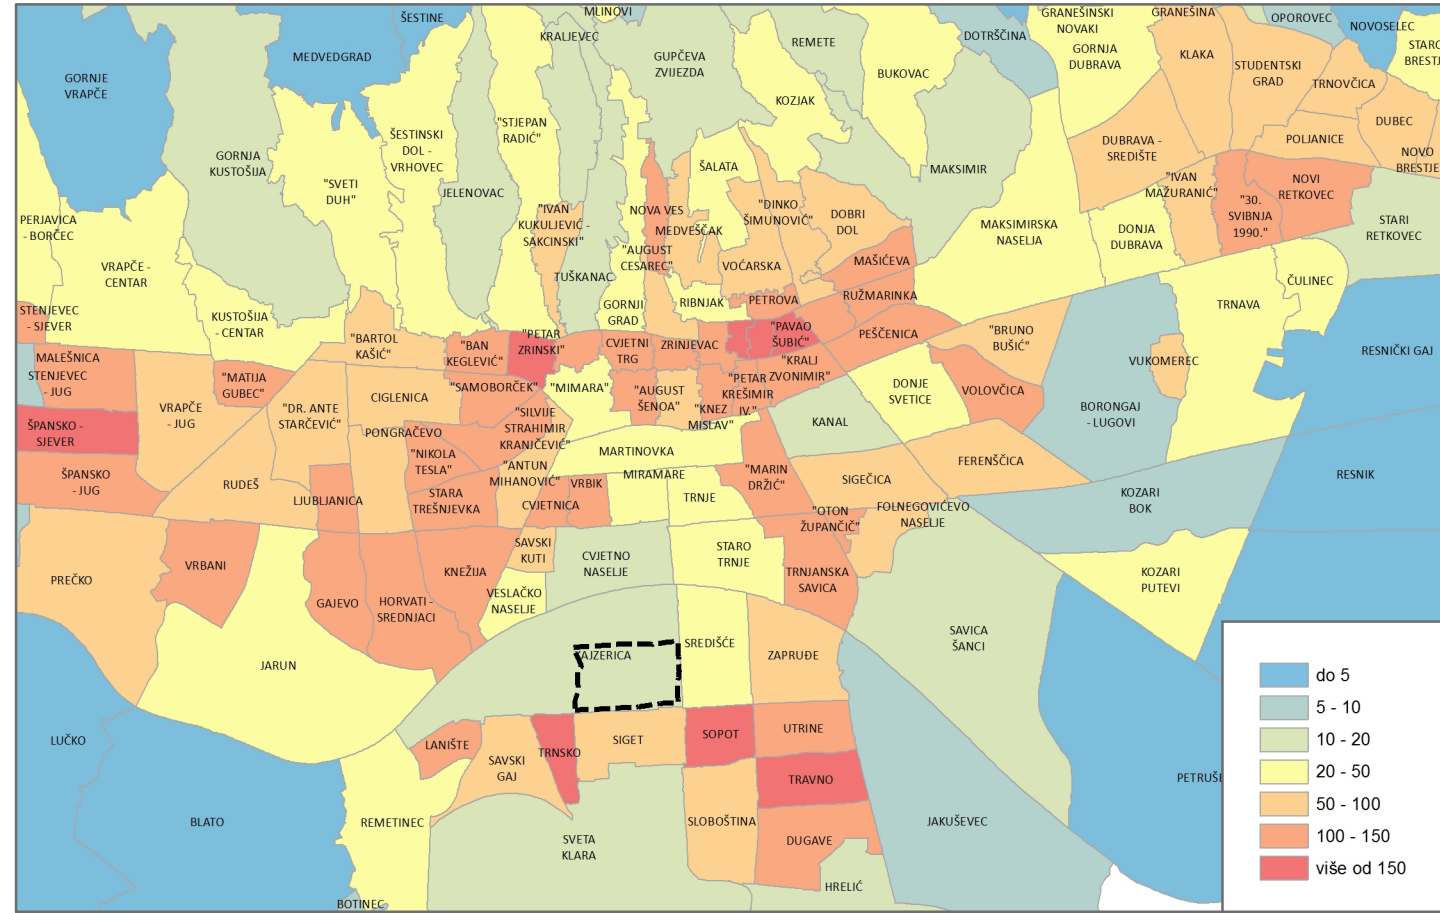 MLINOVI
GRANEŠINSKI
NOVAKI
GRANEŠINA
OPOROVEC
NOVOSELEC
ŠESTINE
KRALJEVEC
REMETE
DOTRŠČINA
MEDVEDGRAD
GUPČEVA
ZVIJEZDA
GORNJA
DUBRAVA
KLAKA
STUDENTSKI
GRAD
GORNJE
VRAPČE
BUKOVAC
TRNOVČICA
KOZJAK
DUBEC
"STJEPAN
RADIĆ"
ŠESTINSKI
DOL -
VRHOVEC
DUBRAVA -
SREDIŠTE
POLJANICE
NOVO
GORNJA
KUSTOŠIJA
ŠALATA
MAKSIMIR
"SVETI
DUH"
JELENOVAC
"IVAN
MAŽURANIĆ"
NOVI
RETKOVEC
"30.
SVIBNJA
1990."
PERJAVICA
- BORČEC
"IVAN
KUKULJEVIĆ -
SAKCINSKI"
NOVA VES
MEDVEŠČAK
"DINKO
ŠIMUNOVIĆ"
DOBRI
DOL
MAKSIMIRSKA
NASELJA
DONJA
DUBRAVA
STARI
RETKOVEC
VRAPČE -
CENTAR
TUŠKANAC
"AUGUST
CESAREC"
VOĆARSKA
MAŠIĆEVA
ČULINEC
STENJEVEC
- SJEVER
KUSTOŠIJA
- CENTAR
GORNJI
GRAD
RIBNJAK
PETROVA
RUŽMARINKA
TRNAVA
"BARTOL
KAŠIĆ"
"BAN
KEGLEVIĆ"
"PETAR
ZRINSKI"
CVJETNI
TRG
ZRINJEVAC
"PAVAO
ŠUBIĆ"
PEŠČENICA
"BRUNO
BUŠIĆ"
VUKOMEREC
RESNIČKI GAJ
MALEŠNICA
STENJEVEC
- JUG
"MATIJA
GUBEC"
"SAMOBORČEK"
"MIMARA"
"AUGUST
ŠENOA"
"PETAR
KREŠIMIR
IV."
"KRALJ
ZVONIMIR"
DONJE
SVETICE
VOLOVČICA
CIGLENICA
VRAPČE
- JUG
"DR. ANTE
STARČEVIĆ"
"SILVIJE
STRAHIMIR
KRANJČEVIĆ"
"KNEZ
MISLAV"
KANAL
BORONGAJ
- LUGOVI
ŠPANSKO -
SJEVER
PONGRAČEVO
MARTINOVKA
"NIKOLA
TESLA"
"ANTUN
MIHANOVIĆ"
MIRAMARE
"MARIN
DRŽIĆ"
SIGEČICA
FERENŠČICA
RESNIK
ŠPANSKO
- JUG
RUDEŠ
LJUBLJANICA
STARA
TREŠNJEVKA
VRBIK
CVJETNICA
TRNJE
KOZARI
BOK
"OTON
ŽUPANČIČ"
FOLNEGOVIĆEVO
NASELJE
PREČKO
VRBANI
SAVSKI
KUTI
CVJETNO
NASELJE
STARO
TRNJE
KNEŽIJA
TRNJANSKA
SAVICA
KOZARI
PUTEVI
GAJEVO
HORVATI -
SREDNJACI
VESLAČKO
NASELJE
SAVICA
ŠANCI
JARUN
KAJZERICA
SREDIŠĆE
ZAPRUĐE
LUČKO
LANIŠTE
SAVSKI
GAJ
TRNSKO
SIGET
SOPOT
UTRINE
TRAVNO
BLATO
REMETINEC
SVETA
KLARA
SLOBOŠTINA
DUGAVE
JAKUŠEVEC
HRELIĆ
BOTINEC
do 5
5 - 10
10 - 20
20 - 50
50 - 100
100 - 150
više od 150